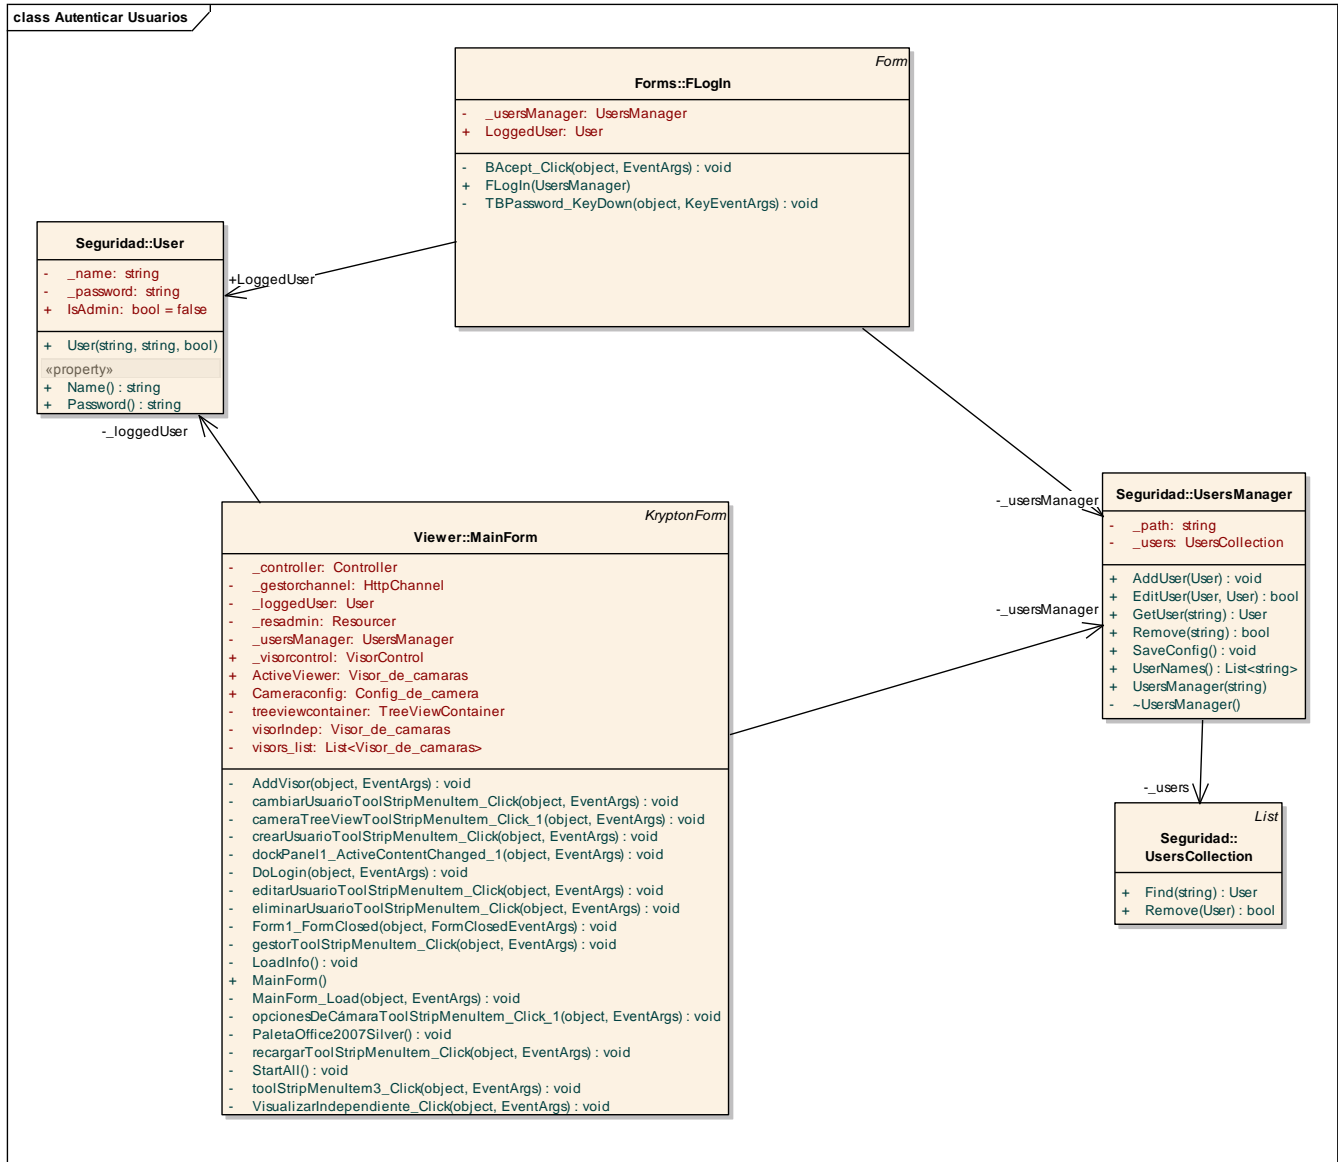 class Autenticar Usuarios
Form
Forms::FLogIn
- _usersManager: UsersManager
+ LoggedUser: User
- BAcept_Click(object, EventArgs) : void
+ FLogIn(UsersManager)
- TBPassword_KeyDown(object, KeyEventArgs) : void
Seguridad::User
- _name: string
- _password: string
+ IsAdmin: bool = false
+ User(string, string, bool)
«property»
+ Name() : string
+ Password() : string
+LoggedUser
-_loggedUser
KryptonForm
Viewer::MainForm
- _controller: Controller
- _gestorchannel: HttpChannel
- _loggedUser: User
- _resadmin: Resourcer
- _usersManager: UsersManager
+ _visorcontrol: VisorControl
+ ActiveViewer: Visor_de_camaras
+ Cameraconfig: Config_de_camera
- treeviewcontainer: TreeViewContainer
- visorIndep: Visor_de_camaras
- visors_list: List<Visor_de_camaras>
- AddVisor(object, EventArgs) : void
- cambiarUsuarioToolStripMenuItem_Click(object, EventArgs) : void
- cameraTreeViewToolStripMenuItem_Click_1(object, EventArgs) : void
- crearUsuarioToolStripMenuItem_Click(object, EventArgs) : void
- dockPanel1_ActiveContentChanged_1(object, EventArgs) : void
- DoLogin(object, EventArgs) : void
- editarUsuarioToolStripMenuItem_Click(object, EventArgs) : void
- eliminarUsuarioToolStripMenuItem_Click(object, EventArgs) : void
- Form1_FormClosed(object, FormClosedEventArgs) : void
- gestorToolStripMenuItem_Click(object, EventArgs) : void
- LoadInfo() : void
+ MainForm()
- MainForm_Load(object, EventArgs) : void
- opcionesDeCámaraToolStripMenuItem_Click_1(object, EventArgs) : void
- PaletaOffice2007Silver() : void
- recargarToolStripMenuItem_Click(object, EventArgs) : void
- StartAll() : void
- toolStripMenuItem3_Click(object, EventArgs) : void
- VisualizarIndependiente_Click(object, EventArgs) : void
-_usersManager
-_usersManager
Seguridad::UsersManager
- _path: string
- _users: UsersCollection
+ AddUser(User) : void
+ EditUser(User, User) : bool
+ GetUser(string) : User
+ Remove(string) : bool
+ SaveConfig() : void
+ UserNames() : List<string>
+ UsersManager(string)
- ~UsersManager()
-_users
List
Seguridad::
UsersCollection
+ Find(string) : User
+ Remove(User) : bool